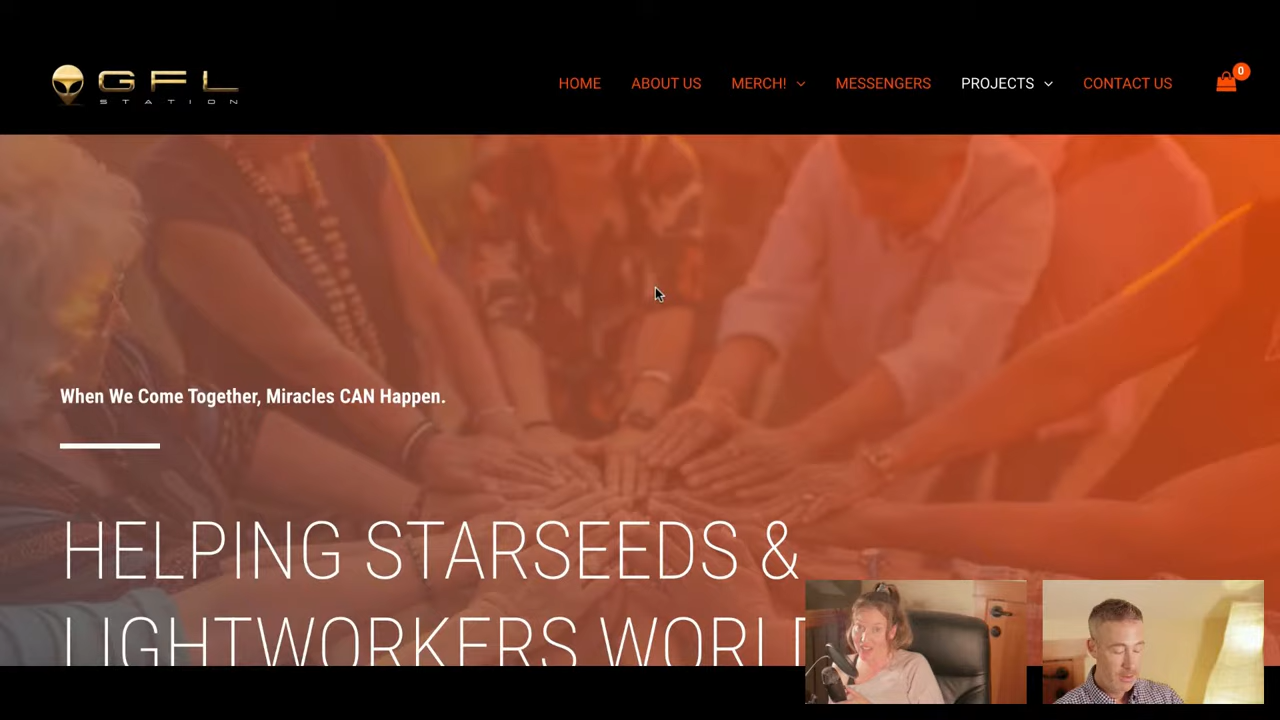 GFL
STATION
HOME
ABOUT US
MERCH!
MESSENGERS
PROJECTS
CONTACT US
0
When We Come Together, Miracles CAN Happen.
HELPING STARSEEDS &
LIGHTWORKERS